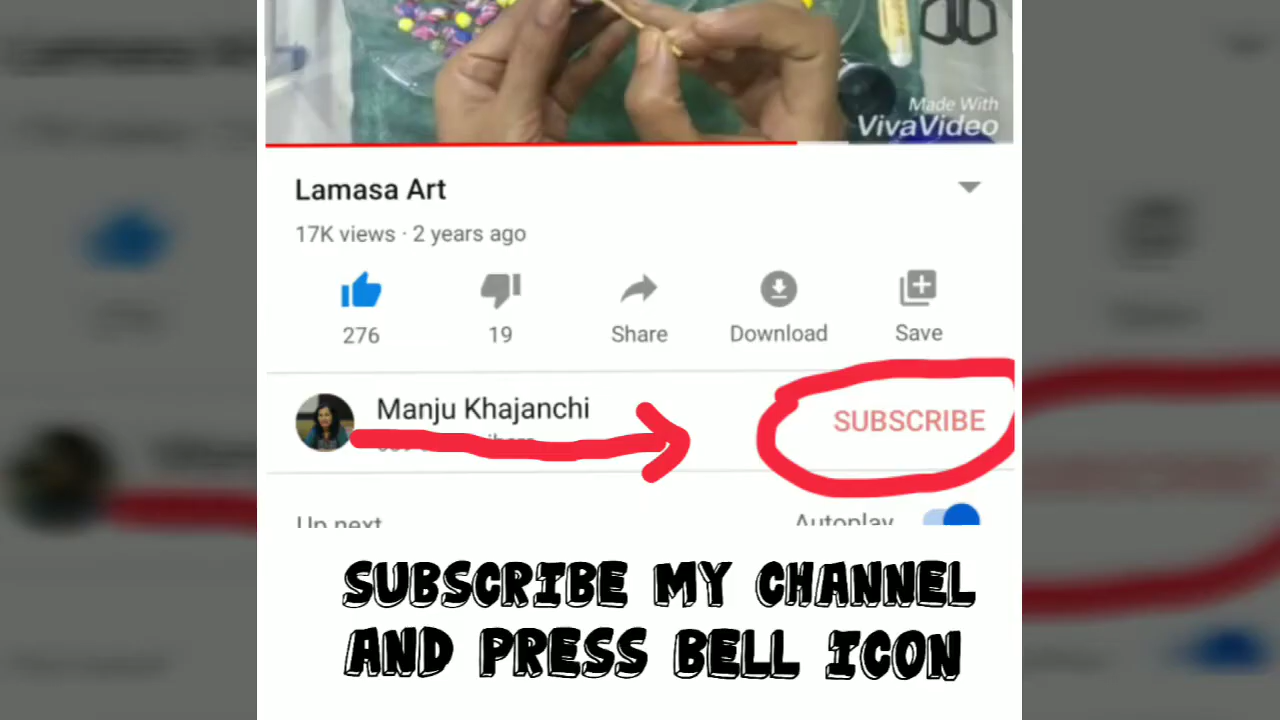 Made With
VivaVideo
Lamasa Art
17K views · 2 years ago
276
19
Share
Download
Save
Manju Khajanchi
SUBSCRIBE
Up next
Autoplay
SUBSCRIBE MY CHANNEL
AND PRESS BELL ICON